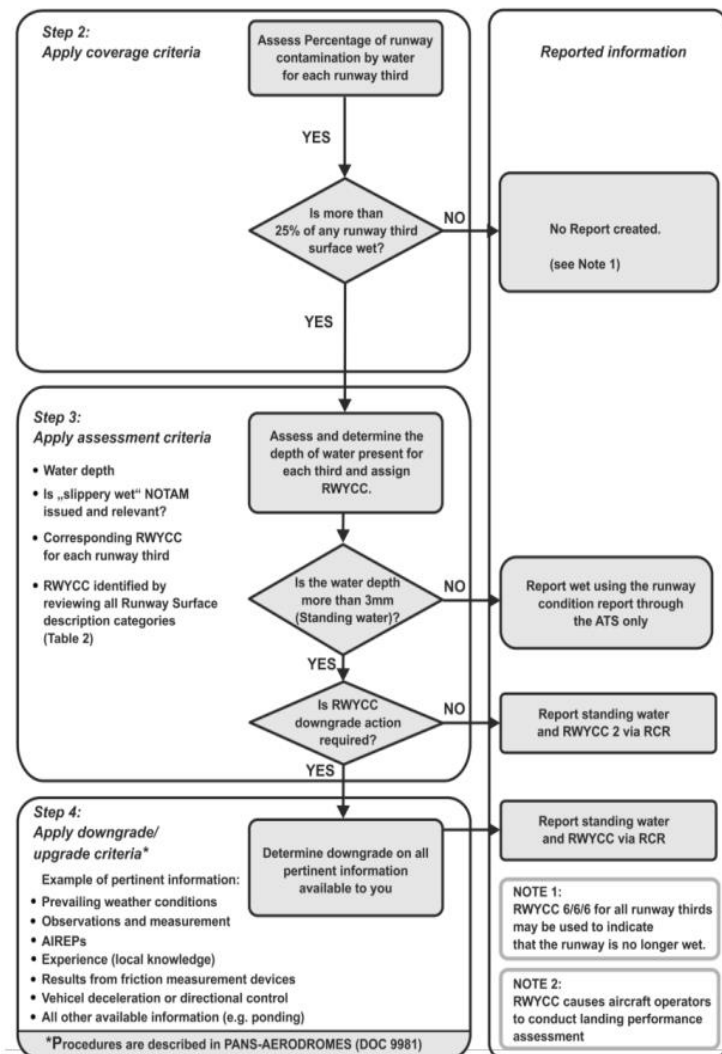 Step 2:
Apply coverage criteria
Assess Percentage of runway
contamination by water
for each runway third
YES
Is more than
25% of any runway third
surface wet?
NO
YES
Reported information
No Report created.
(see Note 1)
Step 3:
Apply assessment criteria
• Water depth
• Is „slippery wet“ NOTAM
issued and relevant?
• Corresponding RWYCC
for each runway third
• RWYCC identified by
reviewing all Runway Surface
description categories
(Table 2)
Assess and determine the
depth of water present for
each third and assign
RWYCC.
Is the water depth
more than 3mm
(Standing water)?
NO
Report wet using the runway
condition report through
the ATS only
YES
Is RWYCC
downgrade action
required?
NO
Report standing water
and RWYCC 2 via RCR
YES
Step 4:
Apply downgrade/
upgrade criteria*
Example of pertinent information:
• Prevailing weather conditions
• Observations and measurement
• AIREPs
• Experience (local knowledge)
• Results from friction measurement devices
• Vehicel deceleration or directional control
• All other available information (e.g. ponding)
*Procedures are described in PANS-AERODROMES (DOC 9981)
Determine downgrade on all
pertinent information
available to you
Report standing water
and RWYCC via RCR
NOTE 1:
RWYCC 6/6/6 for all runway thirds
may be used to indicate
that the runway is no longer wet.
NOTE 2:
RWYCC causes aircraft operators
to conduct landing performance
assessment